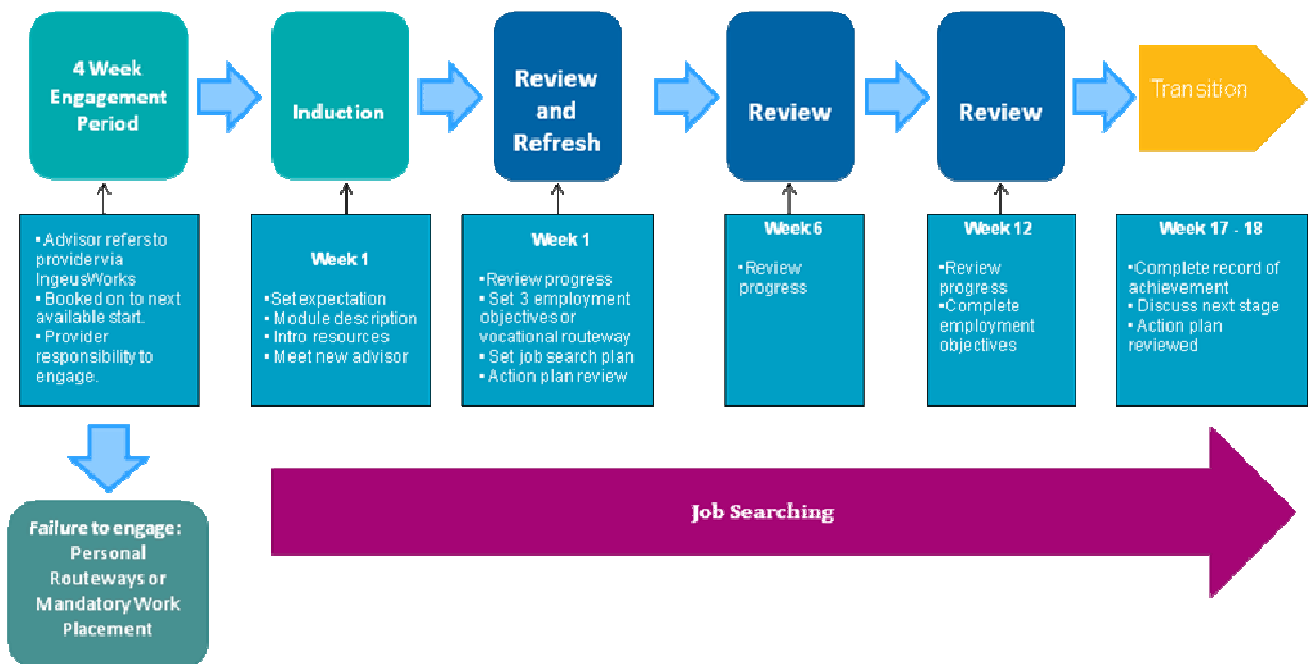 4 Week
Engagement
Period
Induction
Review
and
Refresh
Review
Review
Transition
▪ Advisor refers to
provider via
IngeusWorks
▪ Booked on to next
available start.
▪ Provider
responsibility to
engage.
Week 1
▪Set expectation
▪ Module description
▪ Intro resources
▪ Meet new advisor
Week 1
▪Review progress
▪ Set 3 employment
objectives or
vocational routeway
▪ Set job search plan
▪ Action plan review
Week 6
▪Review
progress
Week 12
▪Review
progress
▪Complete
employment
objectives
Week 17 - 18
▪Complete record of
achievement
▪ Discuss next stage
▪ Action plan
reviewed
Failure to engage:
Personal
Routeways or
Mandatory Work
Placement
Job Searching